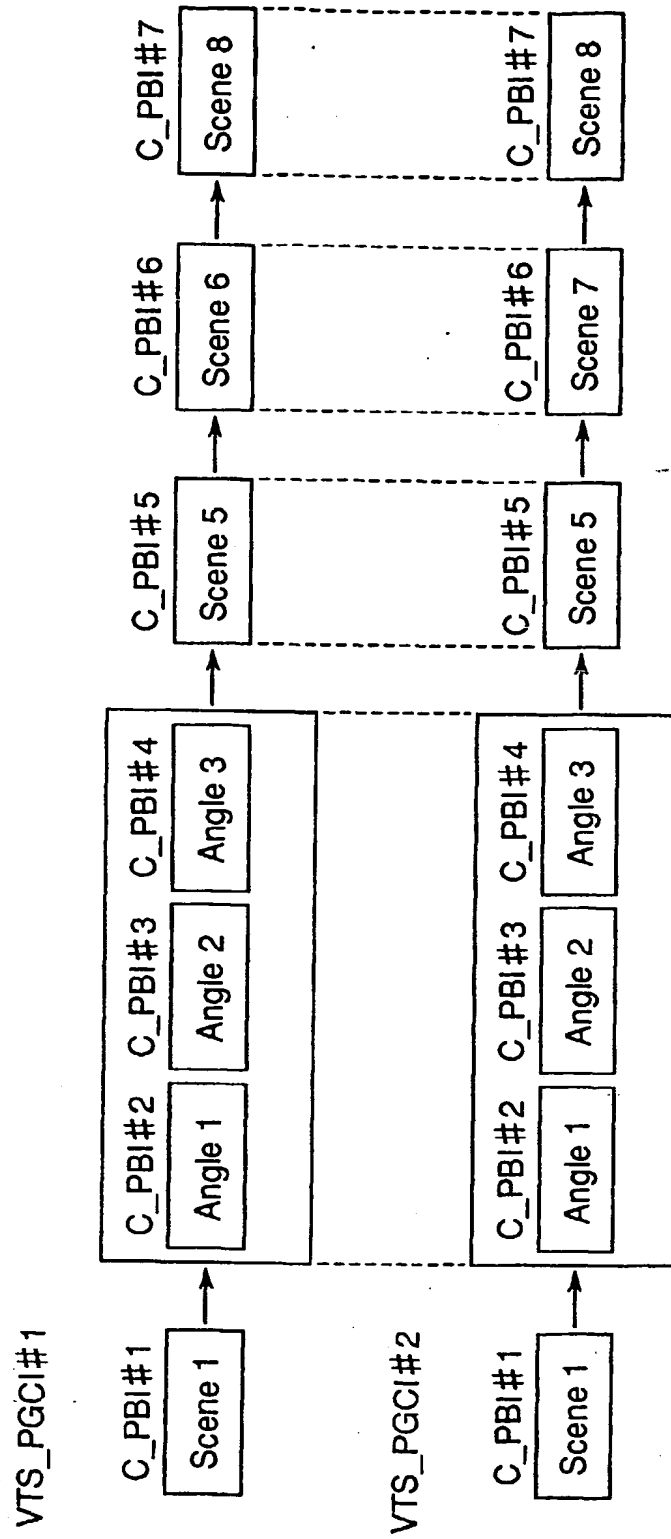 VTS_PGCI#1
C_PBI#1
Scene 1
C_PBI#2
Angle 1
C_PBI#3
Angle 2
C_PBI#4
Angle 3
C_PBI#5
Scene 5
C_PBI#6
Scene 6
C_PBI#7
Scene 8
VTS_PGCI#2
C_PBI#1
Scene 1
C_PBI#2
Angle 1
C_PBI#3
Angle 2
C_PBI#4
Angle 3
C_PBI#5
Scene 5
C_PBI#6
Scene 7
C_PBI#7
Scene 8